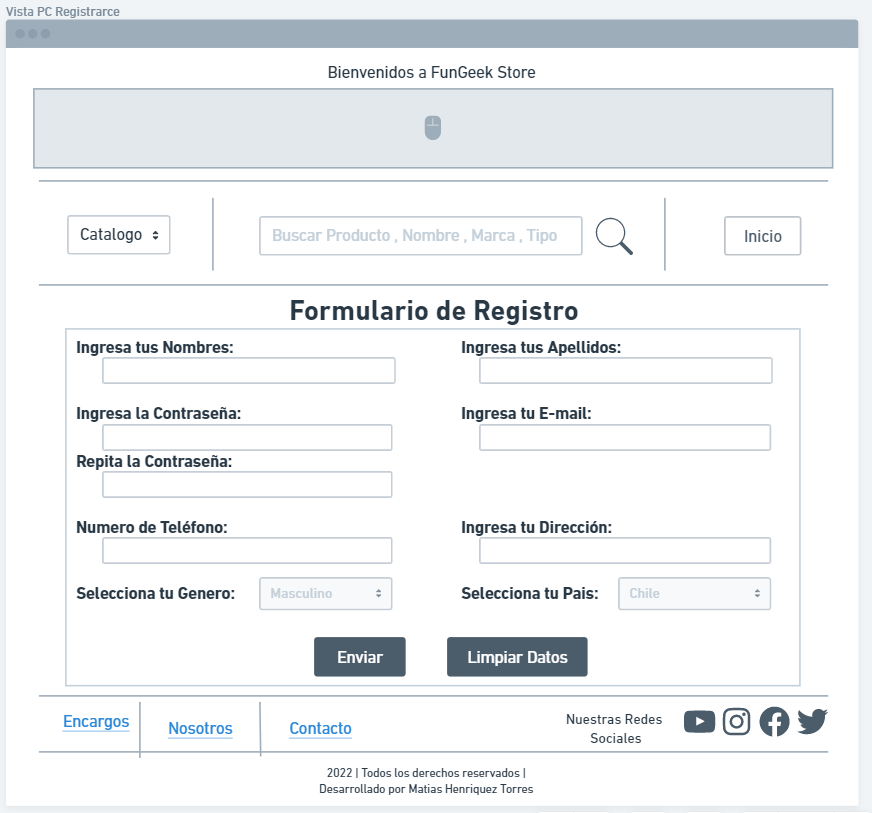 Vista PC Registrarce
Bienvenidos a FunGeek Store
Catalogo
Buscar Producto , Nombre , Marca , Tipo
Inicio
Formulario de Registro
Ingresa tus Nombres:
Ingresa tus Apellidos:
Ingresa la Contraseña:
Ingresa tu E-mail:
Repita la Contraseña:
Numero de Teléfono:
Ingresa tu Dirección:
Selecciona tu Genero:
Masculino
Selecciona tu Pais:
Chile
Enviar
Limpiar Datos
Encargos
Nosotros
Contacto
Nuestras Redes
Sociales
2022 | Todos los derechos reservados |
Desarrollado por Matias Henriquez Torres